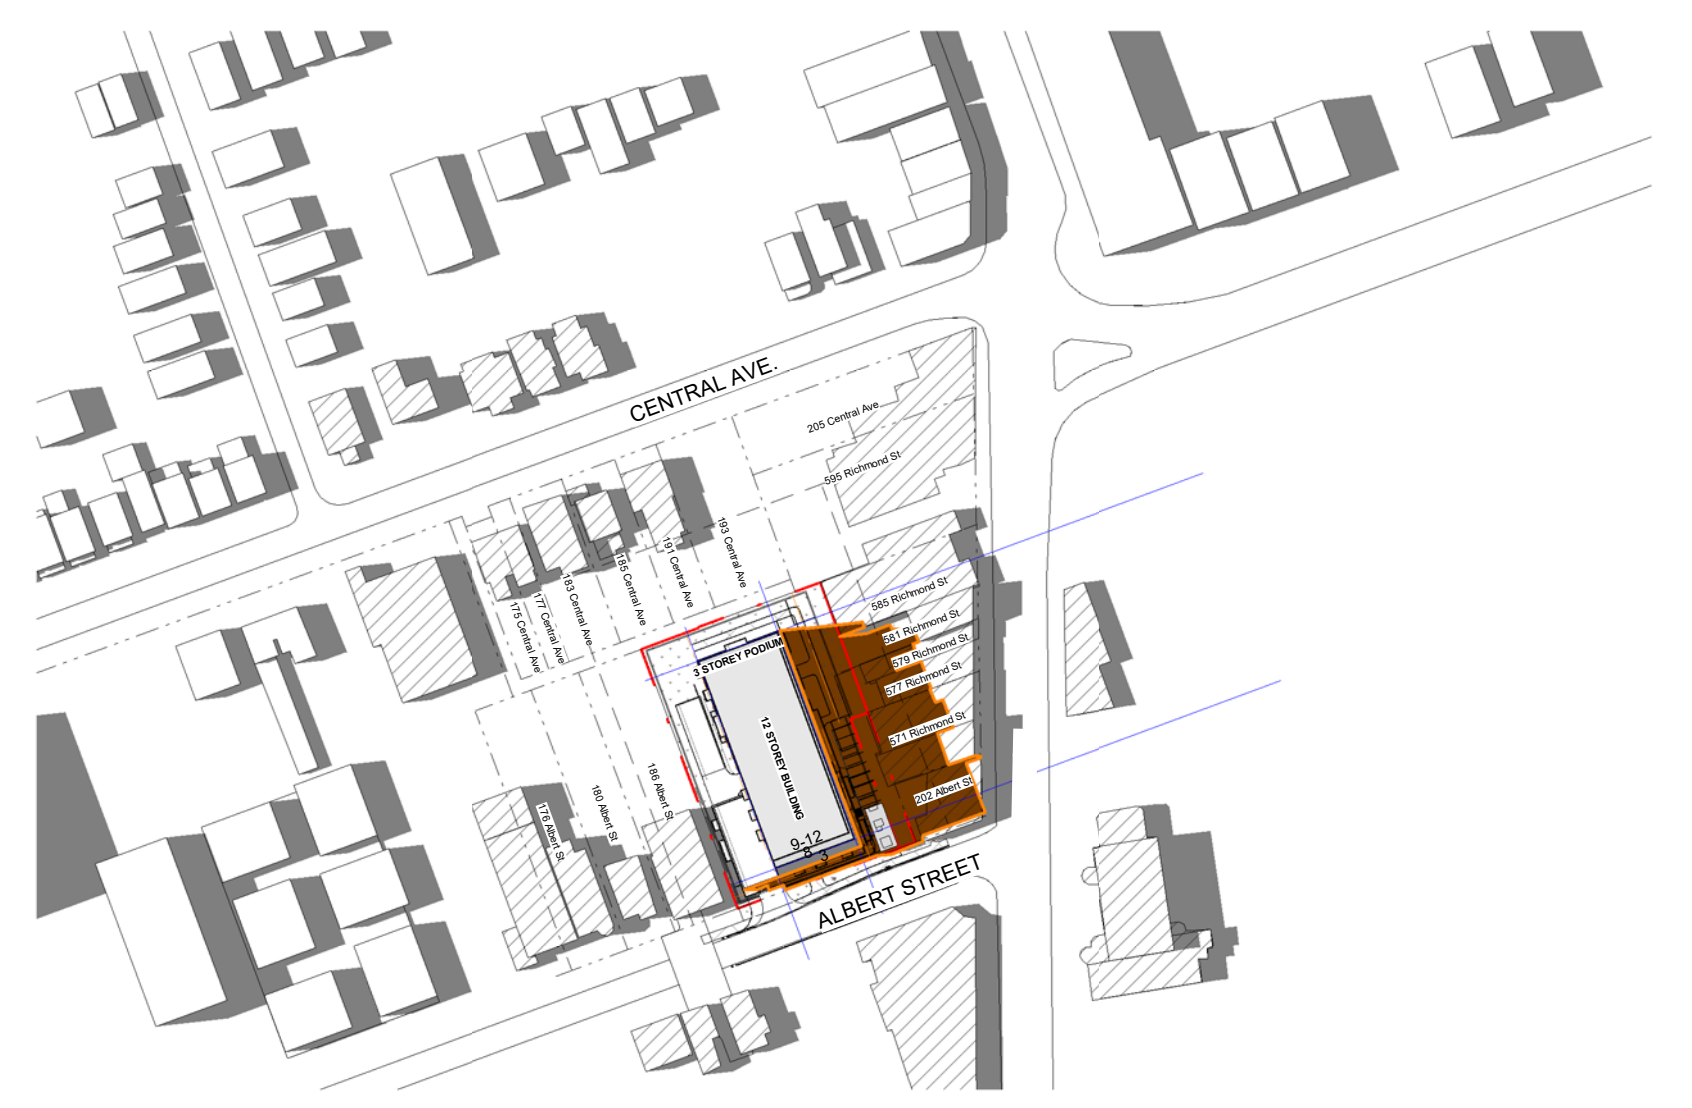 CENTRAL AVE.
205 Central Ave
595 Richmond St
193 Central Ave
191 Central Ave
185 Central Ave
183 Central Ave
177 Central Ave
175 Central Ave
585 Richmond St
581 Richmond St
579 Richmond St
577 Richmond St
571 Richmond St
202 Albert St
3 STOREY PODIUM
12 STOREY BUILDING
9-12
8
3
186 Albert St
180 Albert St
176 Albert St
ALBERT STREET